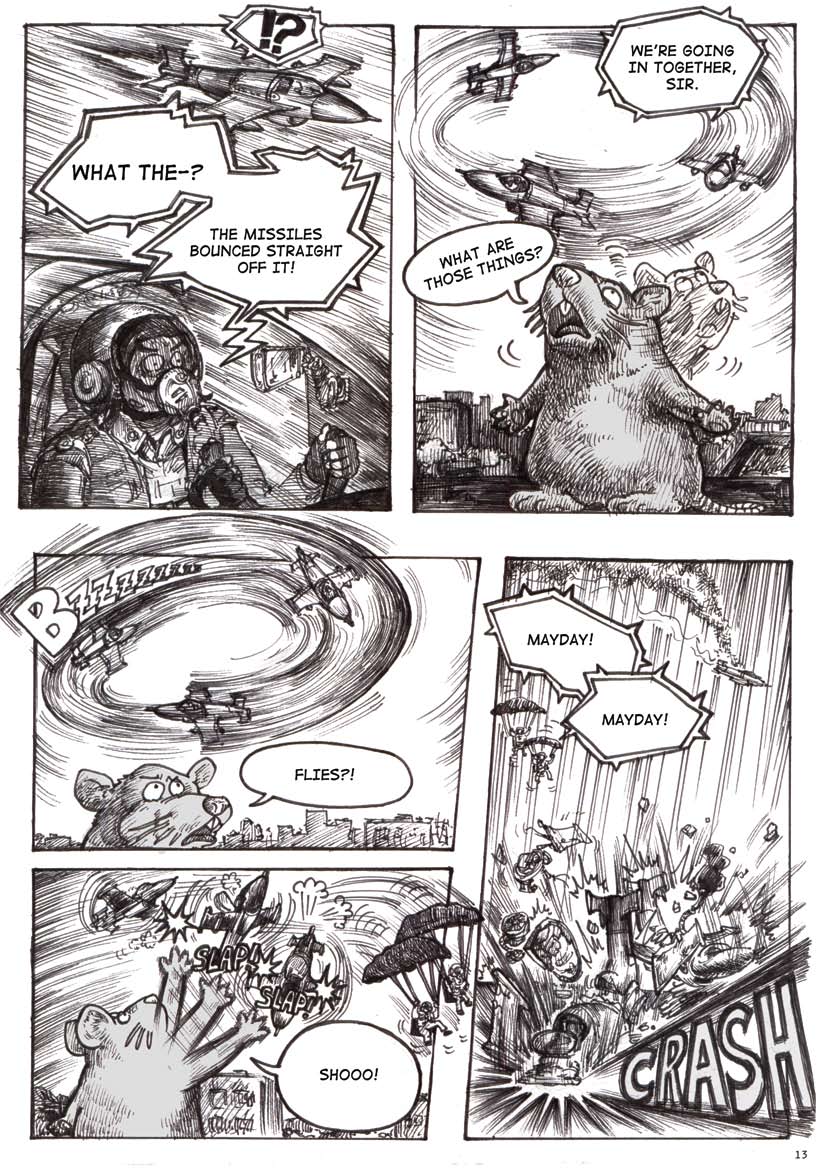 !?
WHAT THE-?
THE MISSILES
BOUNCED STRAIGHT
OFF IT!
WE'RE GOING
IN TOGETHER,
SIR.
WHAT ARE
THOSE THINGS?
BZZZZZZZZ
FLIES?!
SLAP!
SLAP!
SHOOO!
MAYDAY!
MAYDAY!
CRASH
13